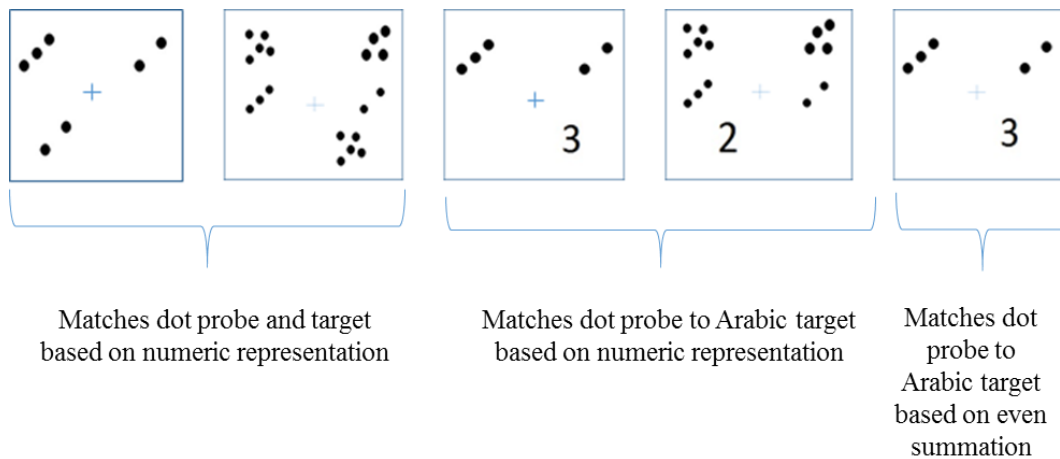 3
2
3
Matches dot probe and target
based on numeric representation
Matches dot probe to Arabic target
based on numeric representation
Matches dot
probe to
Arabic target
based on even
summation